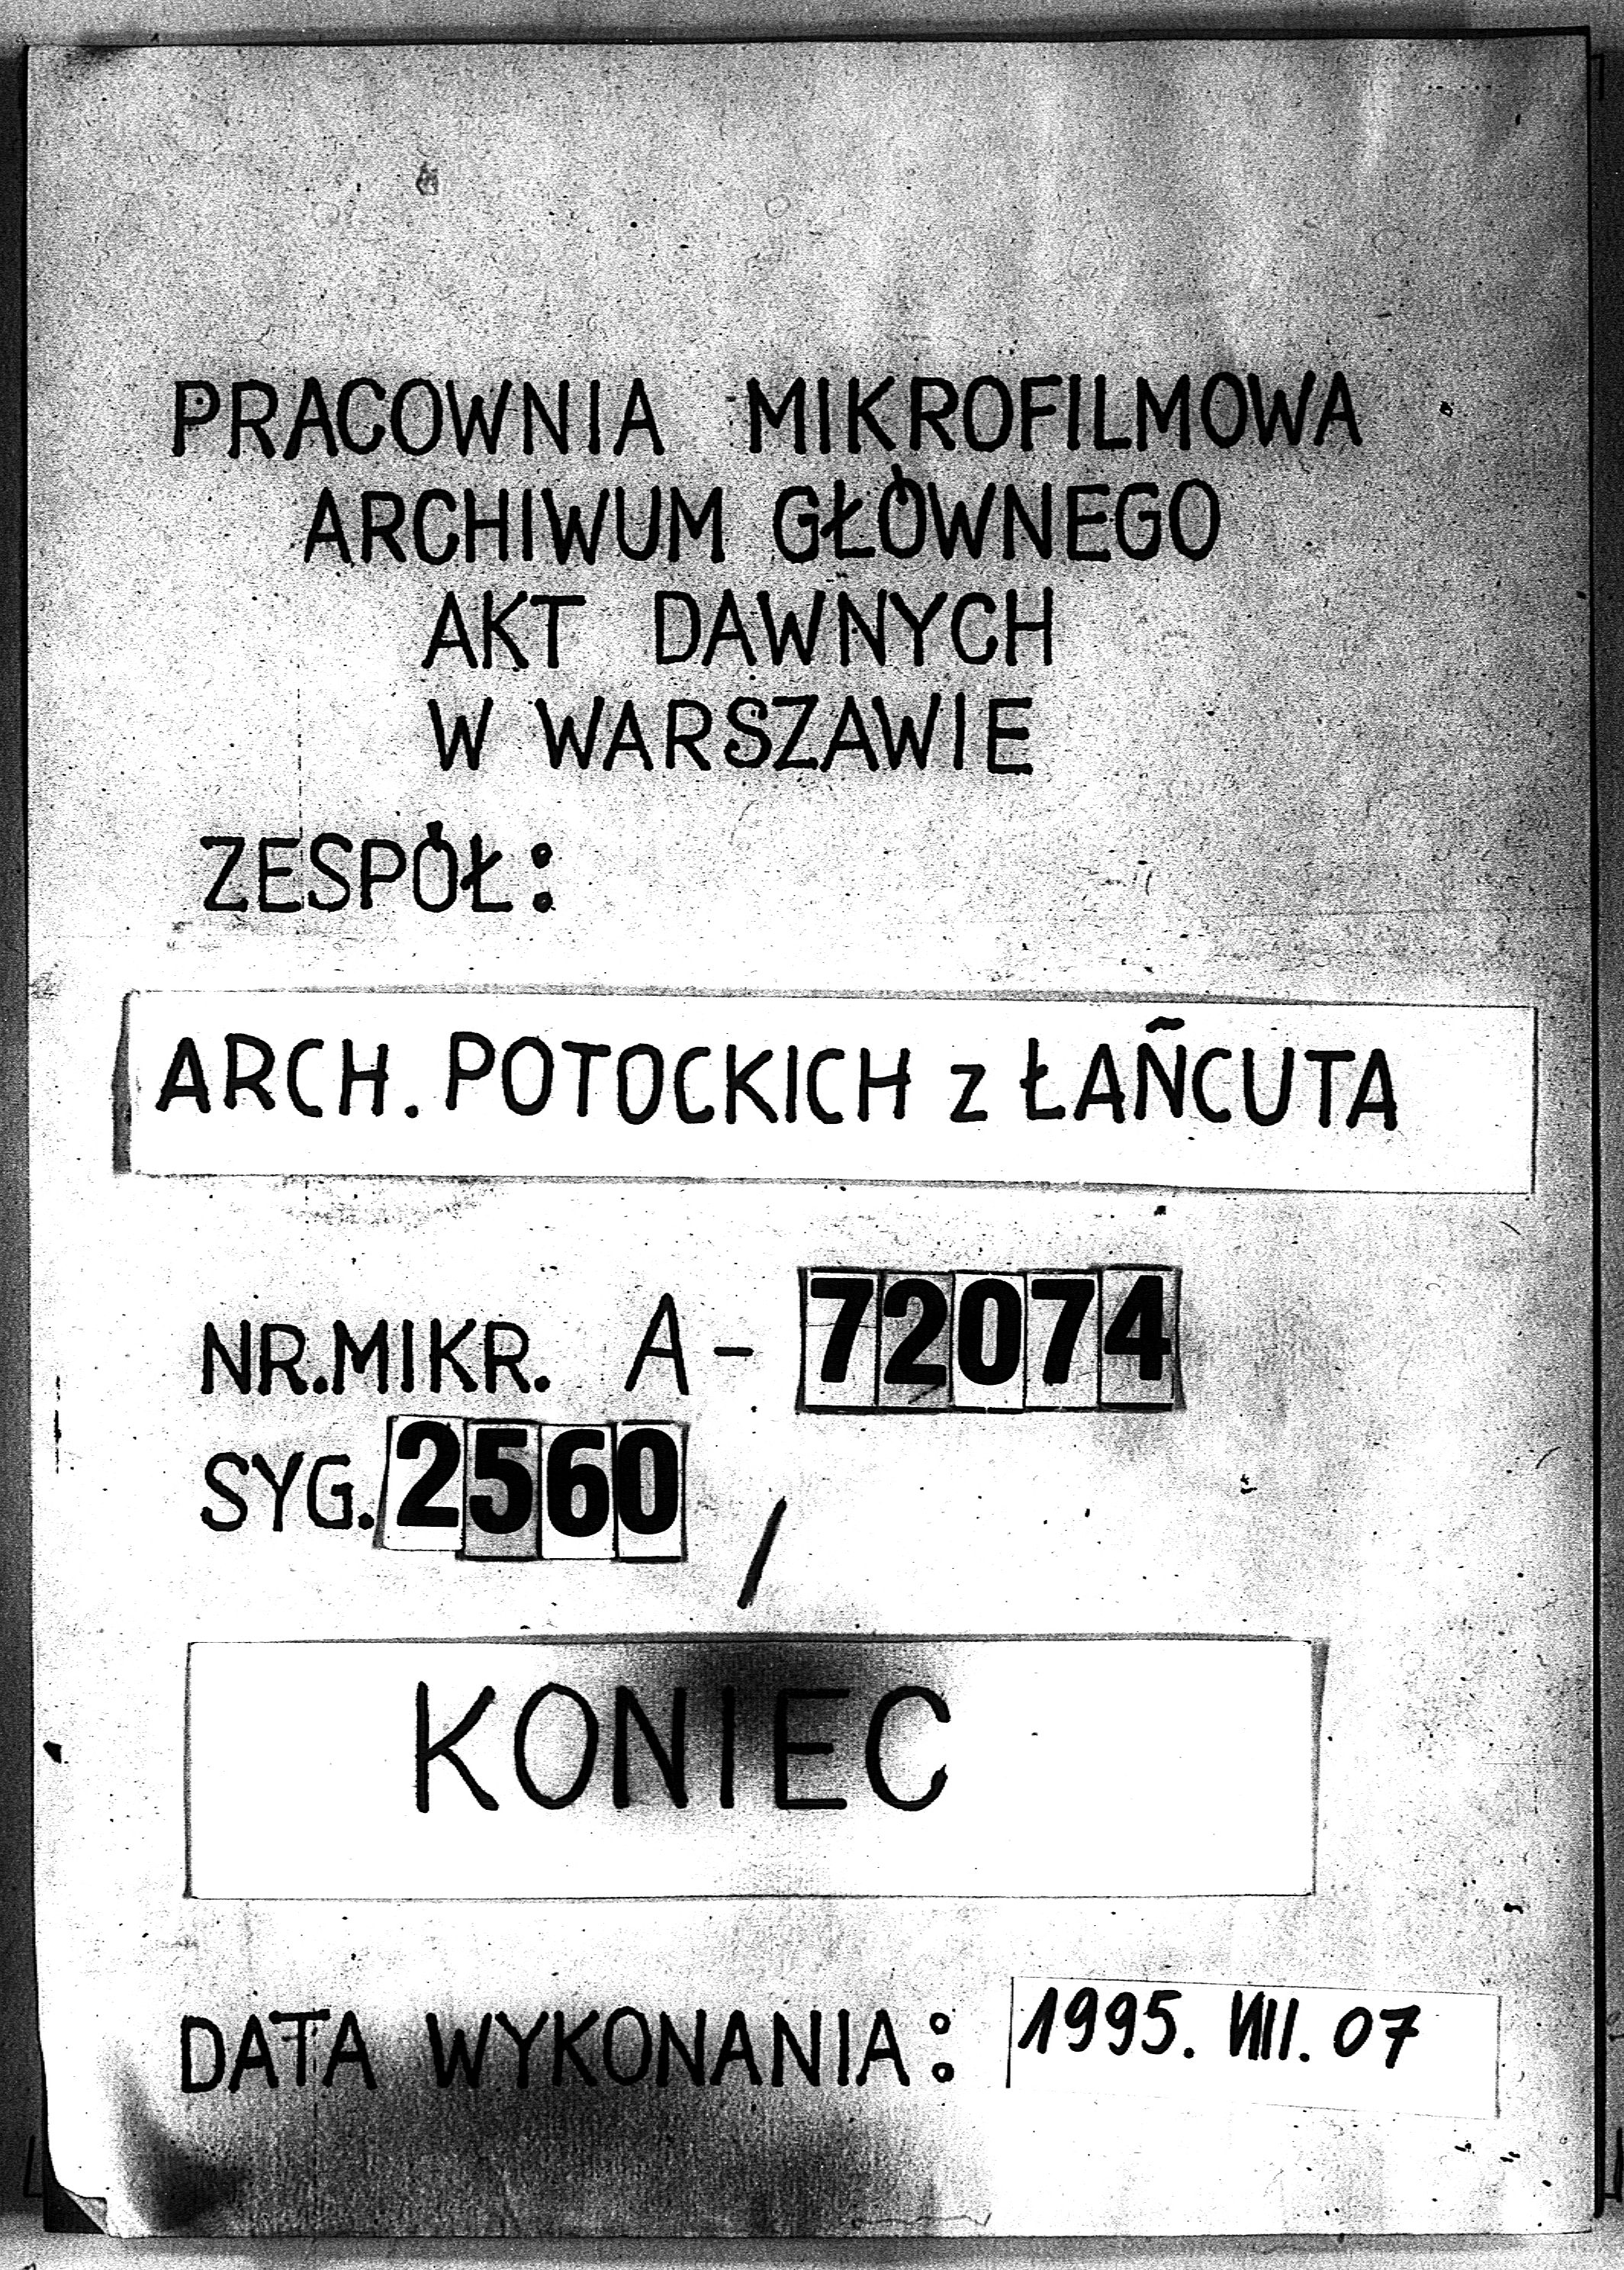 PRACOWNIA MIKROFILMOWA
ARCHIWUM GŁÓWNEGO
AKT DAWNYCH
W WARSZAWIE
ZESPÓŁ:
ARCH. POTOCKICH z ŁAŃCUTA
NR.MIKR. A-72074
SYG. 2560 /
KONIEC
DATA WYKONANIA: 1995. VIII. 07